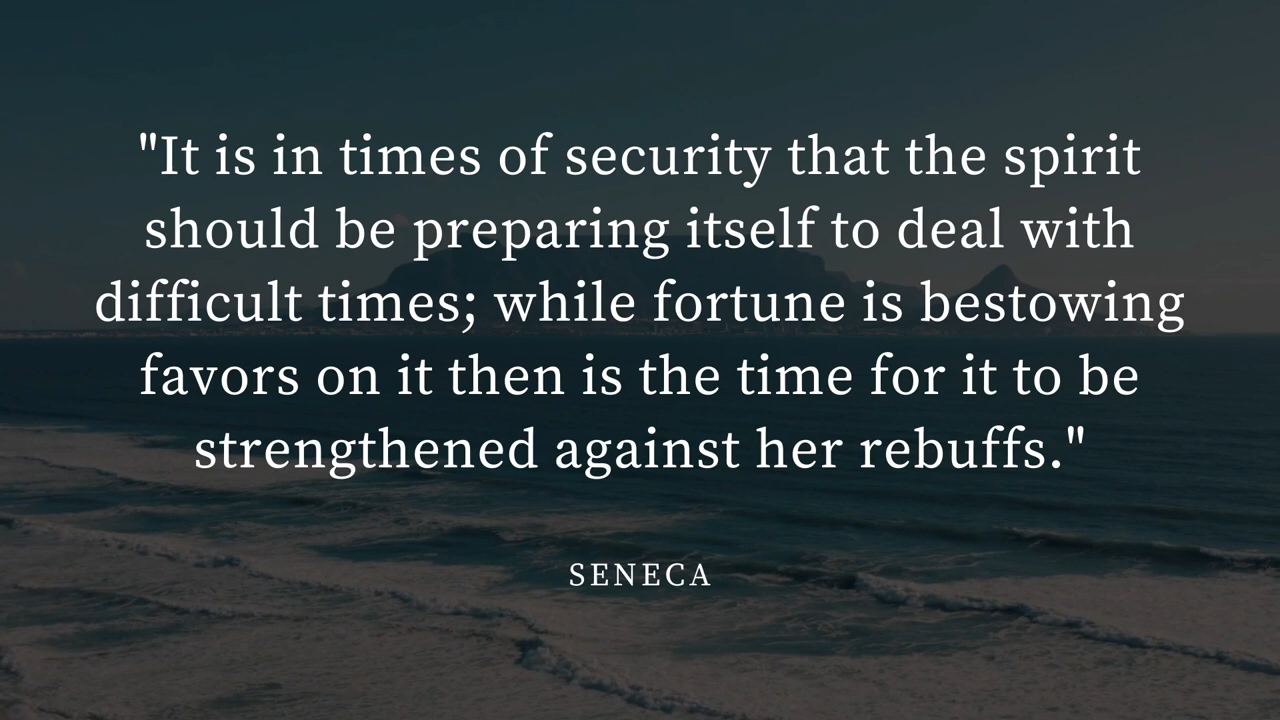 "It is in times of security that the spirit
should be preparing itself to deal with
difficult times; while fortune is bestowing
favors on it then is the time for it to be
strengthened against her rebuffs."
SENECA